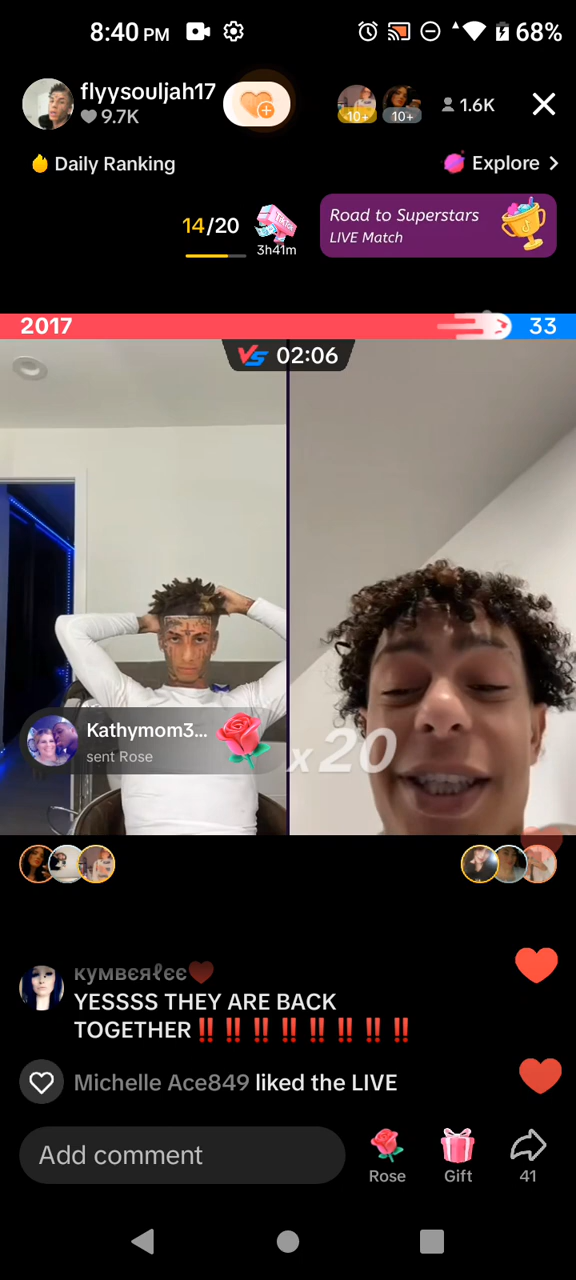 8:40 PM
68%
flyysouljah17
9.7K
10+
10+
1.6K
Daily Ranking
Explore >
14/20
3h41m
Road to Superstars
LIVE Match
2017
33
VS 02:06
Kathymom3...
sent Rose
x20
кумвєяℓєє❤️
YESSSS THEY ARE BACK
TOGETHER‼️‼️‼️‼️‼️‼️‼️‼️
Michelle Ace849 liked the LIVE
Add comment
Rose
Gift
41